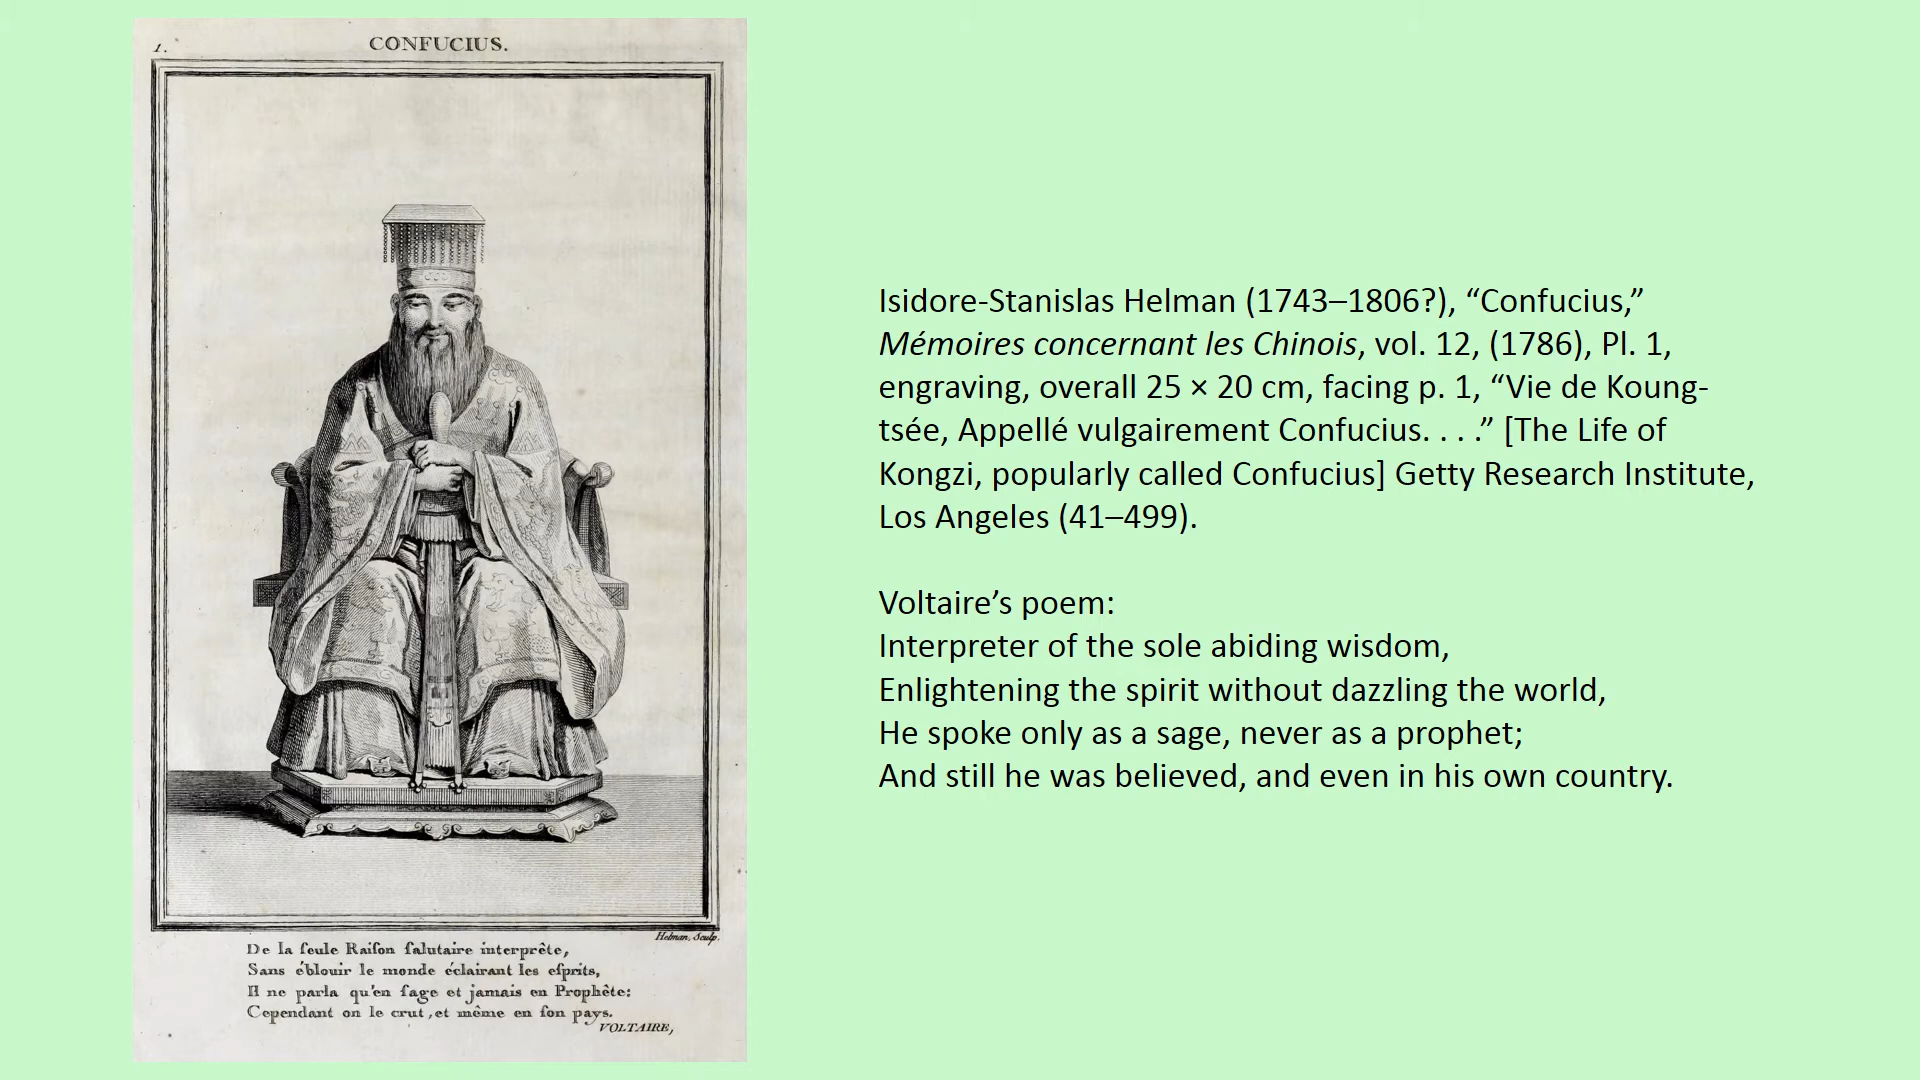 1.
CONFUCIUS.
Helman, Sculp.
De la ſeule Raiſon ſalutaire interprête,
Sans éblouir le monde éclairant les eſprits,
Il ne parla qu'en ſage et jamais en Prophête:
Cependant on le crut, et même en ſon pays.
VOLTAIRE,
Isidore-Stanislas Helman (1743–1806?), “Confucius,”
Mémoires concernant les Chinois, vol. 12, (1786), Pl. 1,
engraving, overall 25 × 20 cm, facing p. 1, “Vie de Koung-
tsée, Appellé vulgairement Confucius. . . .” [The Life of
Kongzi, popularly called Confucius] Getty Research Institute,
Los Angeles (41–499).
Voltaire’s poem:
Interpreter of the sole abiding wisdom,
Enlightening the spirit without dazzling the world,
He spoke only as a sage, never as a prophet;
And still he was believed, and even in his own country.